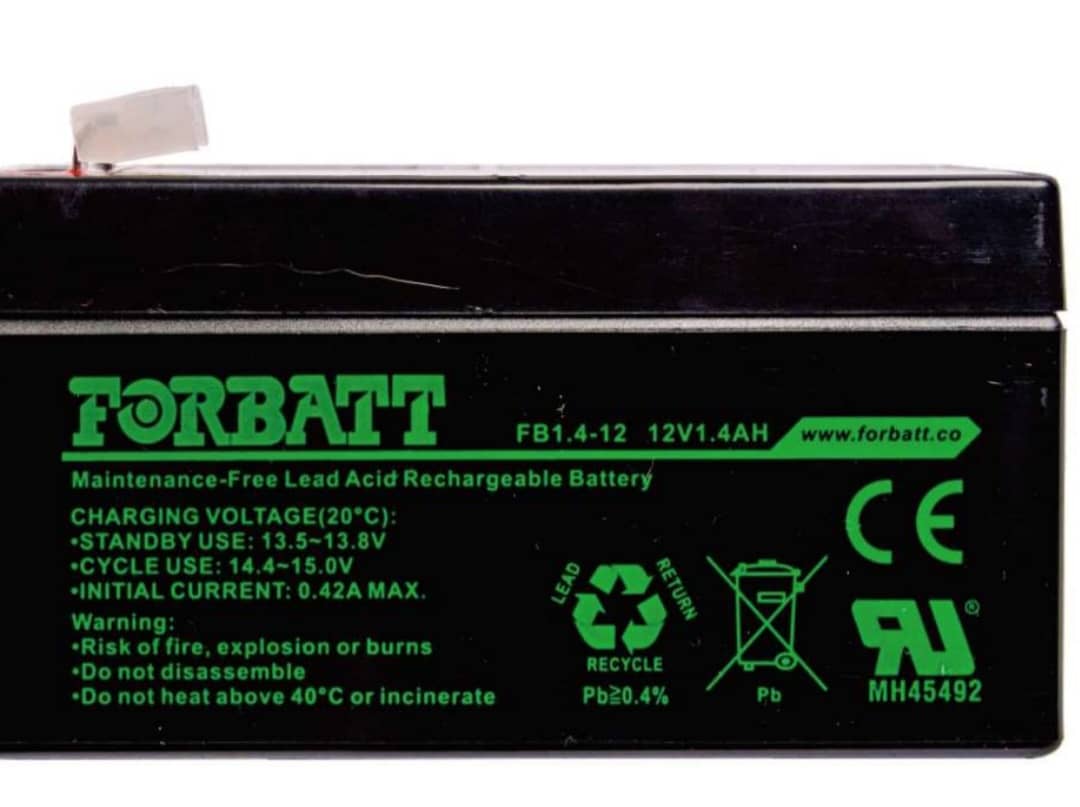 FORBATT
FB1.4-12 12V1.4AH www.forbatt.co
Maintenance-Free Lead Acid Rechargeable Battery
CHARGING VOLTAGE(20°C):
•STANDBY USE: 13.5~13.8V
•CYCLE USE: 14.4~15.0V
•INITIAL CURRENT: 0.42A MAX.
Warning:
•Risk of fire, explosion or burns
•Do not disassemble
•Do not heat above 40°C or incinerate
LEAD RETURN
RECYCLE
Pb≧0.4%
Pb
CE
RU®
MH45492